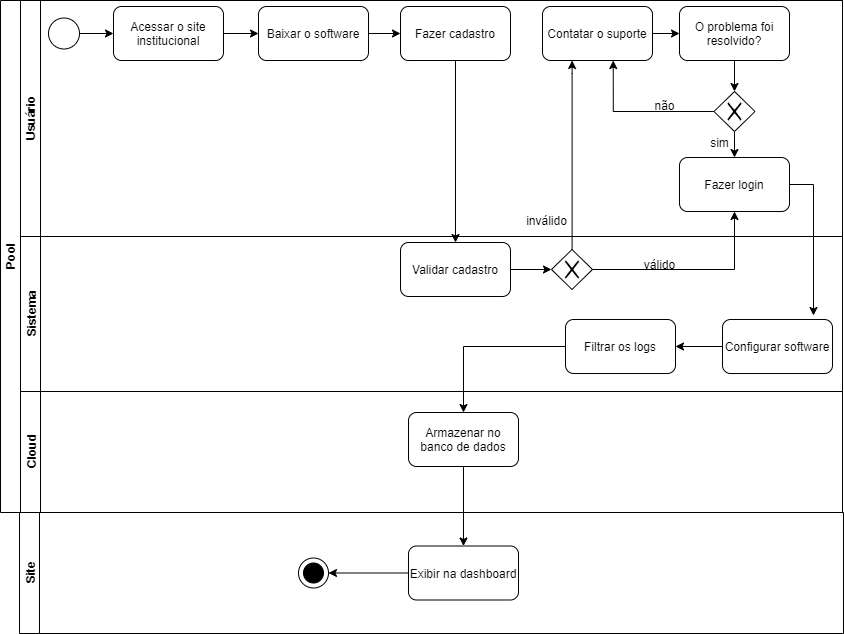 Pool
Usuário
Acessar o site
institucional
Baixar o software
Fazer cadastro
Contatar o suporte
O problema foi
resolvido?
não
sim
Fazer login
inválido
Sistema
Validar cadastro
válido
Filtrar os logs
Configurar software
Cloud
Armazenar no
banco de dados
Site
Exibir na dashboard